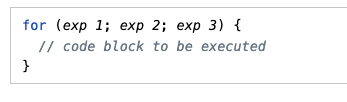 for (exp 1; exp 2; exp 3) {
// code block to be executed
}